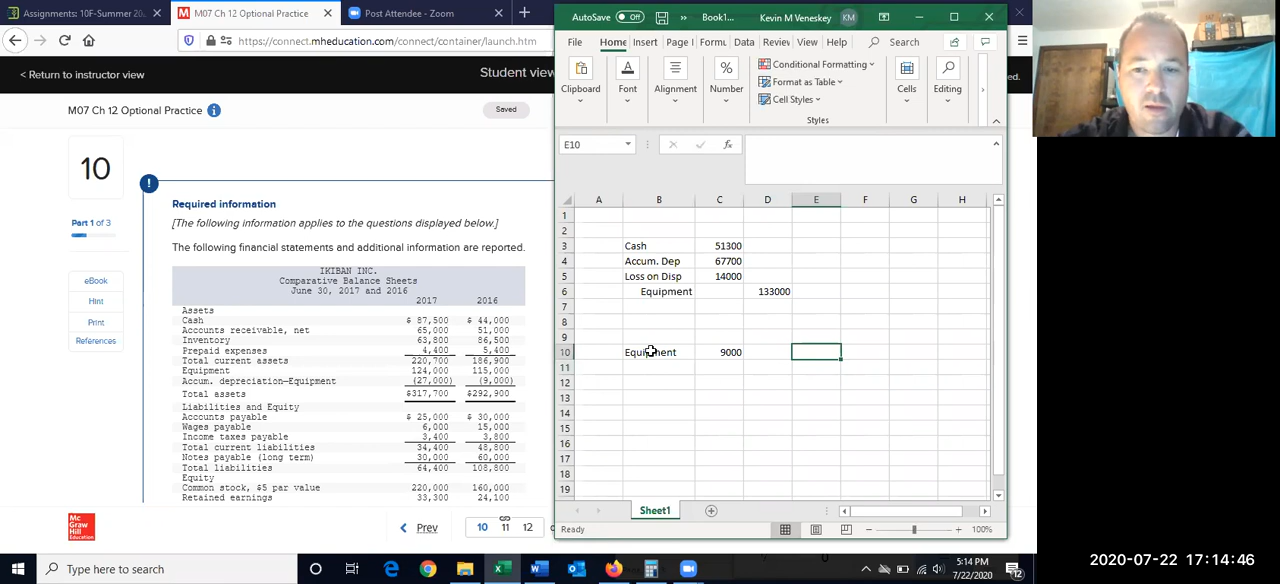 Assignments: 10F-Summer 20
M07 Ch 12 Optional Practice
Post Attendee - Zoom
https://connect.mheducation.com/connect/container/launch.htm
< Return to instructor view
Student view
M07 Ch 12 Optional Practice
Saved
10
Part 1 of 3
eBook
Hint
Print
References
Required information
[The following information applies to the questions displayed below.]
The following financial statements and additional information are reported.
IKIBAN INC.
Comparative Balance Sheets
June 30, 2017 and 2016
2017 2016
Assets
Cash $ 87,500 $ 44,000
Accounts receivable, net 65,000 51,000
Inventory 63,800 86,500
Prepaid expenses 4,400 5,400
Total current assets 220,700 186,900
Equipment 124,000 115,000
Accum. depreciation—Equipment (27,000) (9,000)
Total assets $317,700 $292,900
Liabilities and Equity
Accounts payable $ 25,000 $ 30,000
Wages payable 6,000 15,000
Income taxes payable 3,400 3,800
Total current liabilities 34,400 48,800
Notes payable (long term) 30,000 60,000
Total liabilities 64,400 108,800
Equity
Common stock, $5 par value 220,000 160,000
Retained earnings 33,300 24,100
Mc
Graw
Hill
Education
Prev 10 11 12
AutoSave Off Book1... Kevin M Veneskey KM
File Home Insert Page l Formu Data Review View Help Search
Clipboard Font Alignment Number
Conditional Formatting
Format as Table
Cell Styles
Styles
Cells Editing
E10 fx
A B C D E F G H
1
2
3 Cash 51300
4 Accum. Dep 67700
5 Loss on Disp 14000
6 Equipment 133000
7
8
9
10 Equipment 9000
11
12
13
14
15
16
17
18
19
Sheet1
Ready 100%
ed.
Type here to search
5:14 PM
7/22/2020
12
2020-07-22 17:14:46